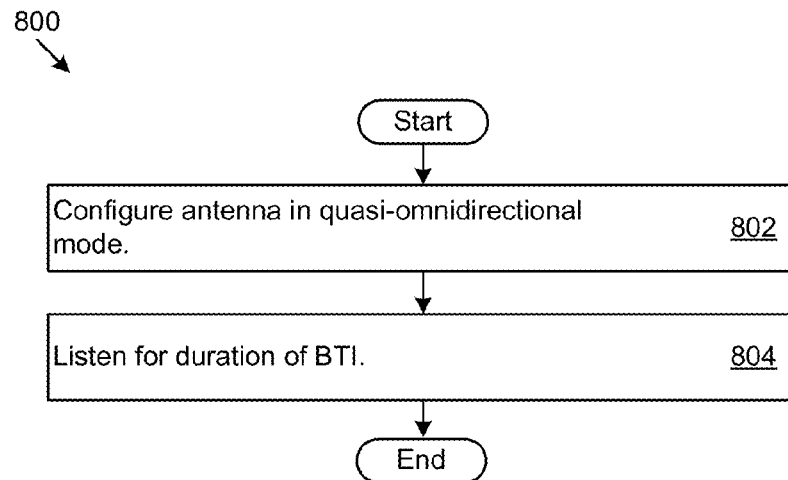 800
Start
Configure antenna in quasi-omnidirectional
mode.
802
Listen for duration of BTI.
804
End